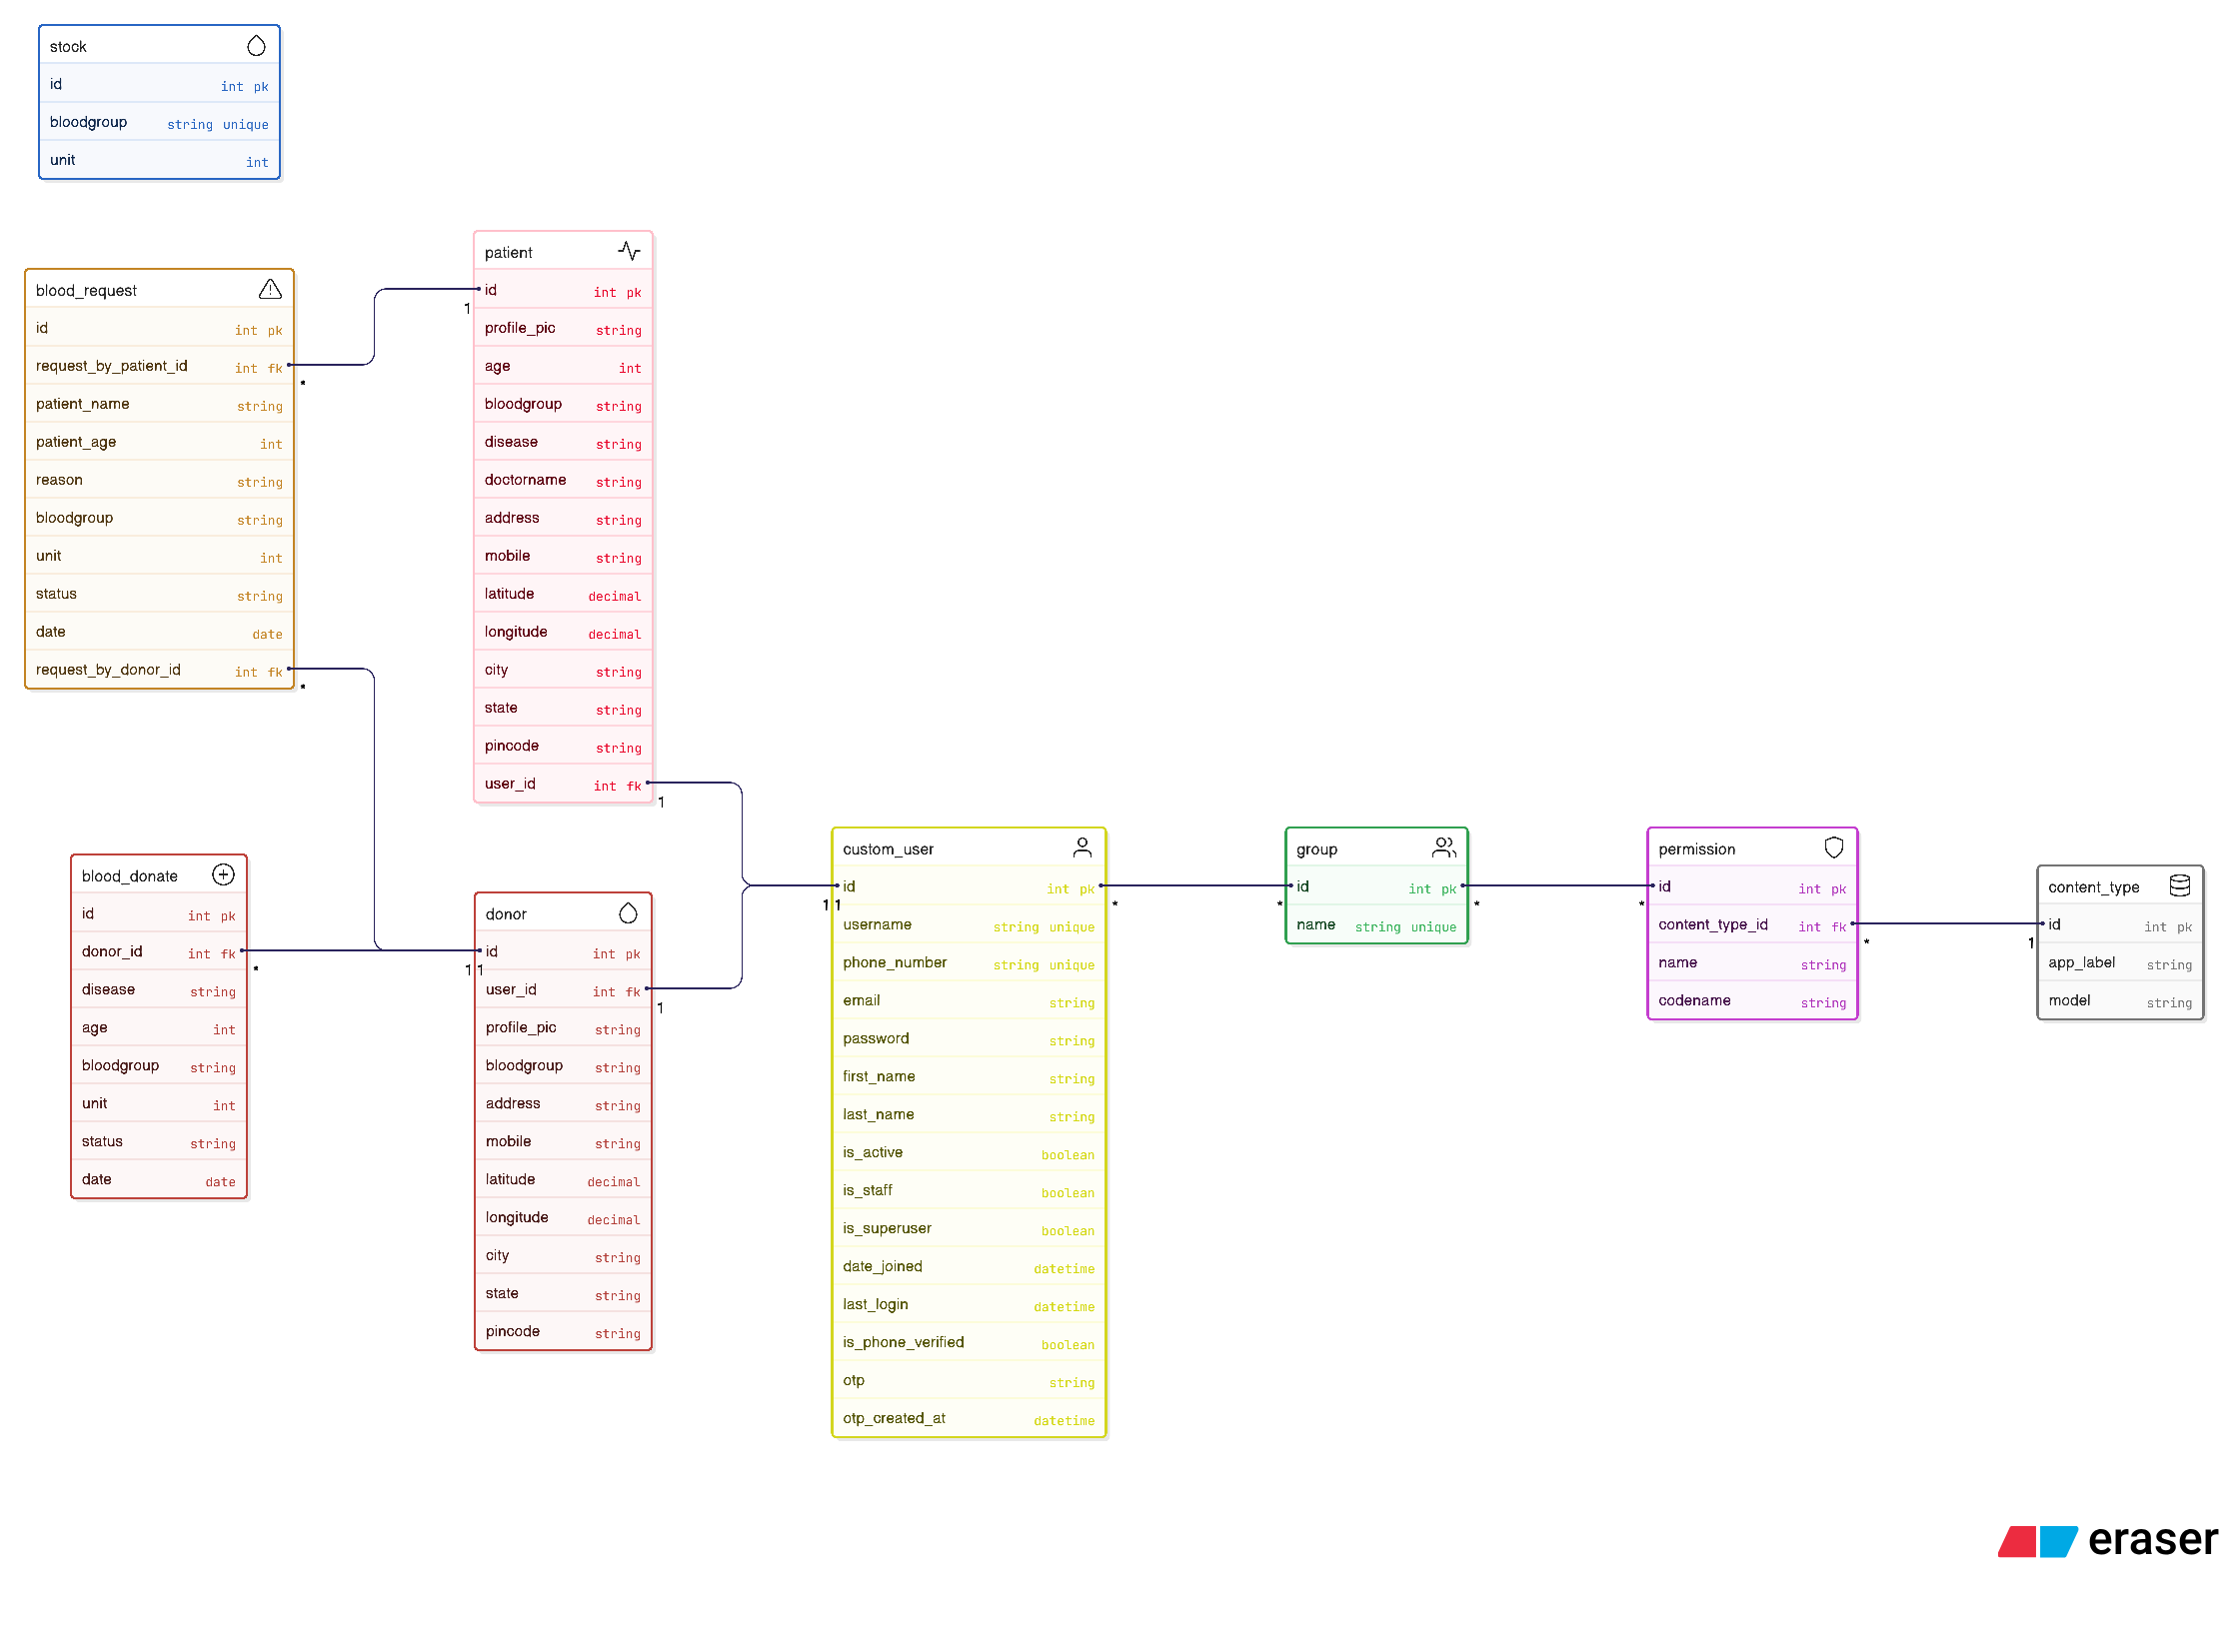 stock
id int pk
bloodgroup string unique
unit int
blood_request
id int pk
request_by_patient_id int fk
patient_name string
patient_age int
reason string
bloodgroup string
unit int
status string
date date
request_by_donor_id int fk
1
*
*
patient
id int pk
profile_pic string
age int
bloodgroup string
disease string
doctorname string
address string
mobile string
latitude decimal
longitude decimal
city string
state string
pincode string
user_id int fk
1
blood_donate
id int pk
donor_id int fk
disease string
age int
bloodgroup string
unit int
status string
date date
*
1 1
donor
id int pk
user_id int fk
profile_pic string
bloodgroup string
address string
mobile string
latitude decimal
longitude decimal
city string
state string
pincode string
1
1 1
custom_user
id int pk
username string unique
phone_number string unique
email string
password string
first_name string
last_name string
is_active boolean
is_staff boolean
is_superuser boolean
date_joined datetime
last_login datetime
is_phone_verified boolean
otp string
otp_created_at datetime
*
*
group
id int pk
name string unique
*
*
permission
id int pk
content_type_id int fk
name string
codename string
*
1
content_type
id int pk
app_label string
model string
eraser